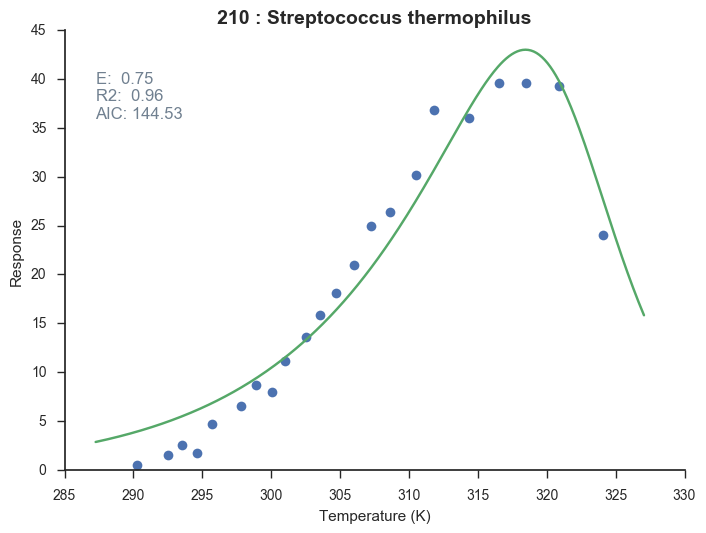 210 : Streptococcus thermophilus
E:  0.75
R2:  0.96
AIC: 144.53
Response
45
40
35
30
25
20
15
10
5
0
285 290 295 300 305 310 315 320 325 330
Temperature (K)